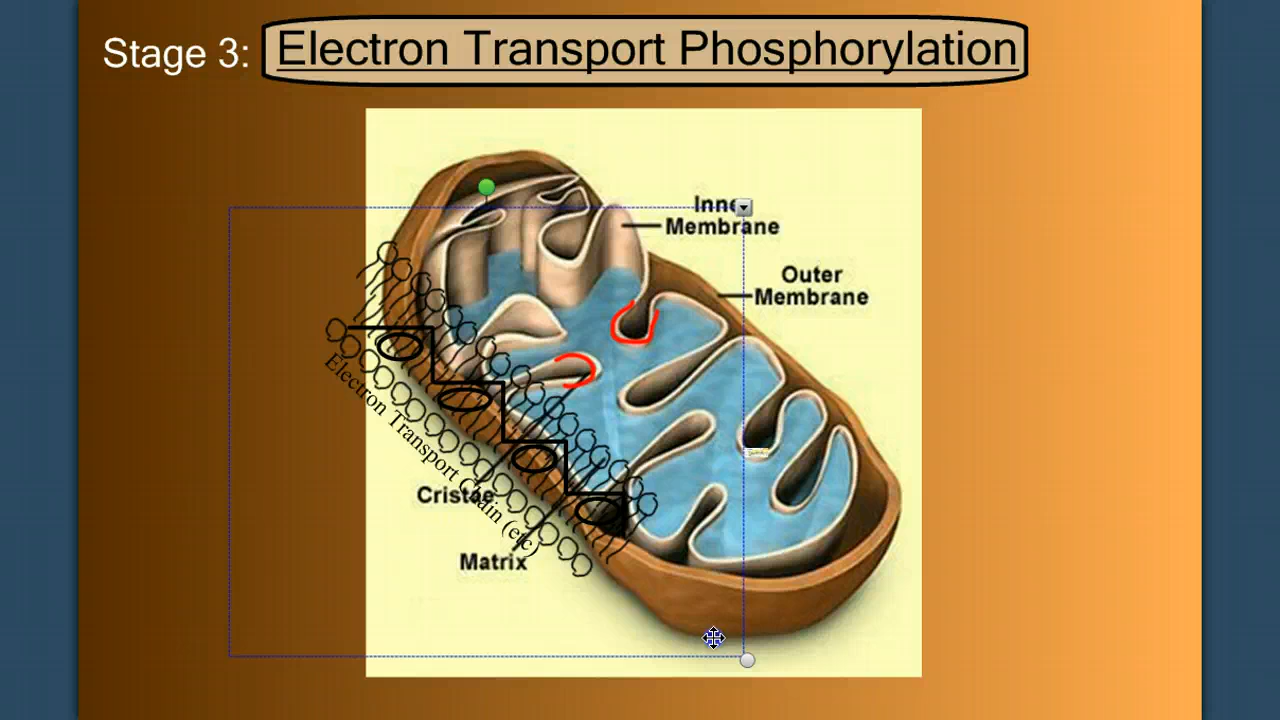 Stage 3: Electron Transport Phosphorylation
Inne
Membrane
Outer
Membrane
Electron Transport Chain (etc)
Cristae
Matrix